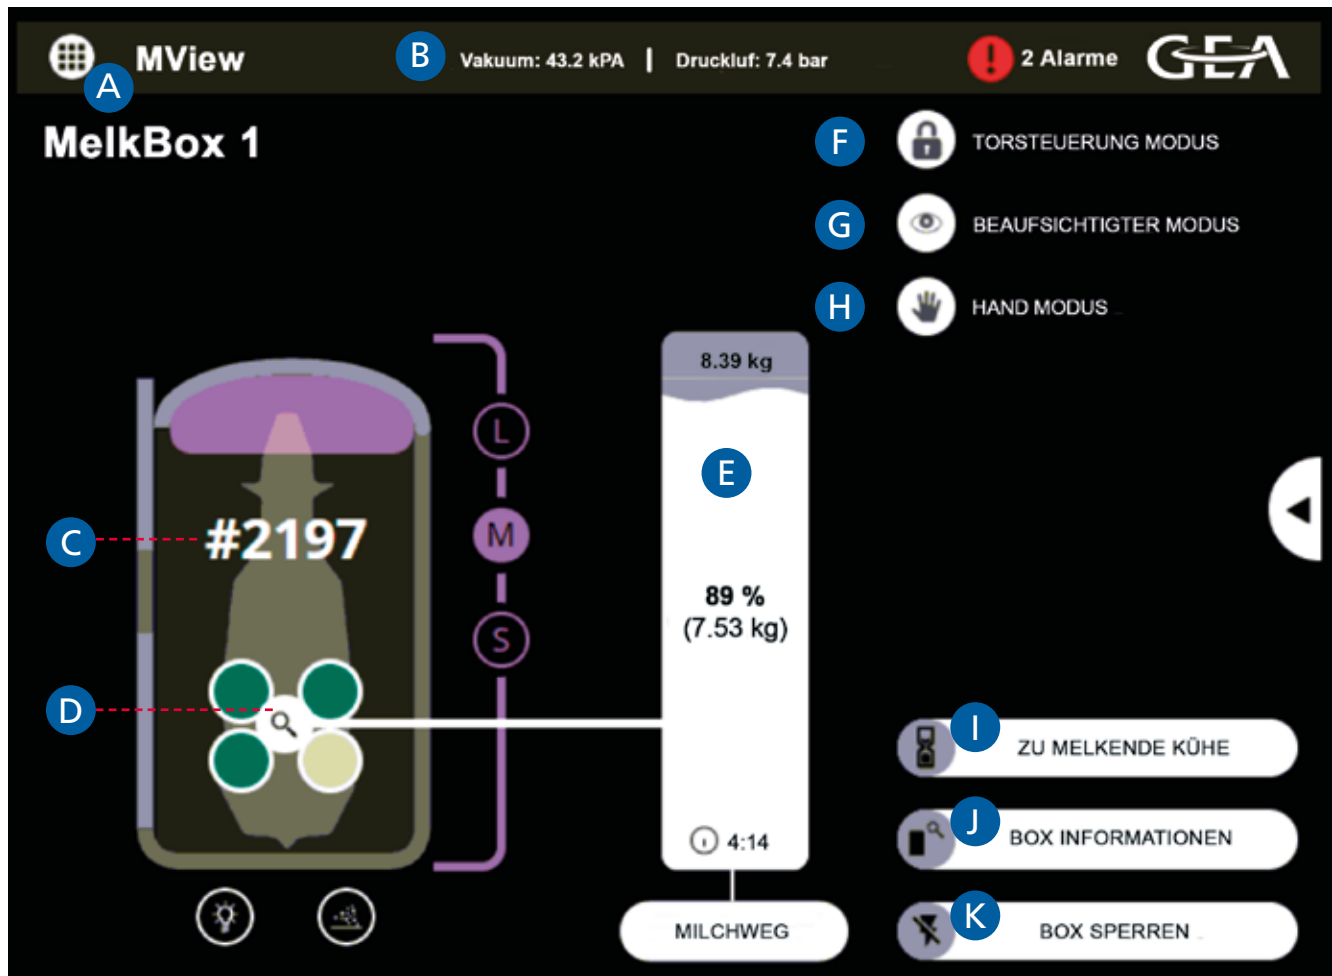 MView
A
B
Vakuum: 43.2 kPA | Druckluf: 7.4 bar
2 Alarme
GEA
MelkBox 1
F
TORSTEUERUNG MODUS
G
BEAUFSICHTIGTER MODUS
H
HAND MODUS
8.39 kg
L
E
C
#2197
M
89 %
(7.53 kg)
S
D
I
ZU MELKENDE KÜHE
J
BOX INFORMATIONEN
4:14
K
MILCHWEG
BOX SPERREN